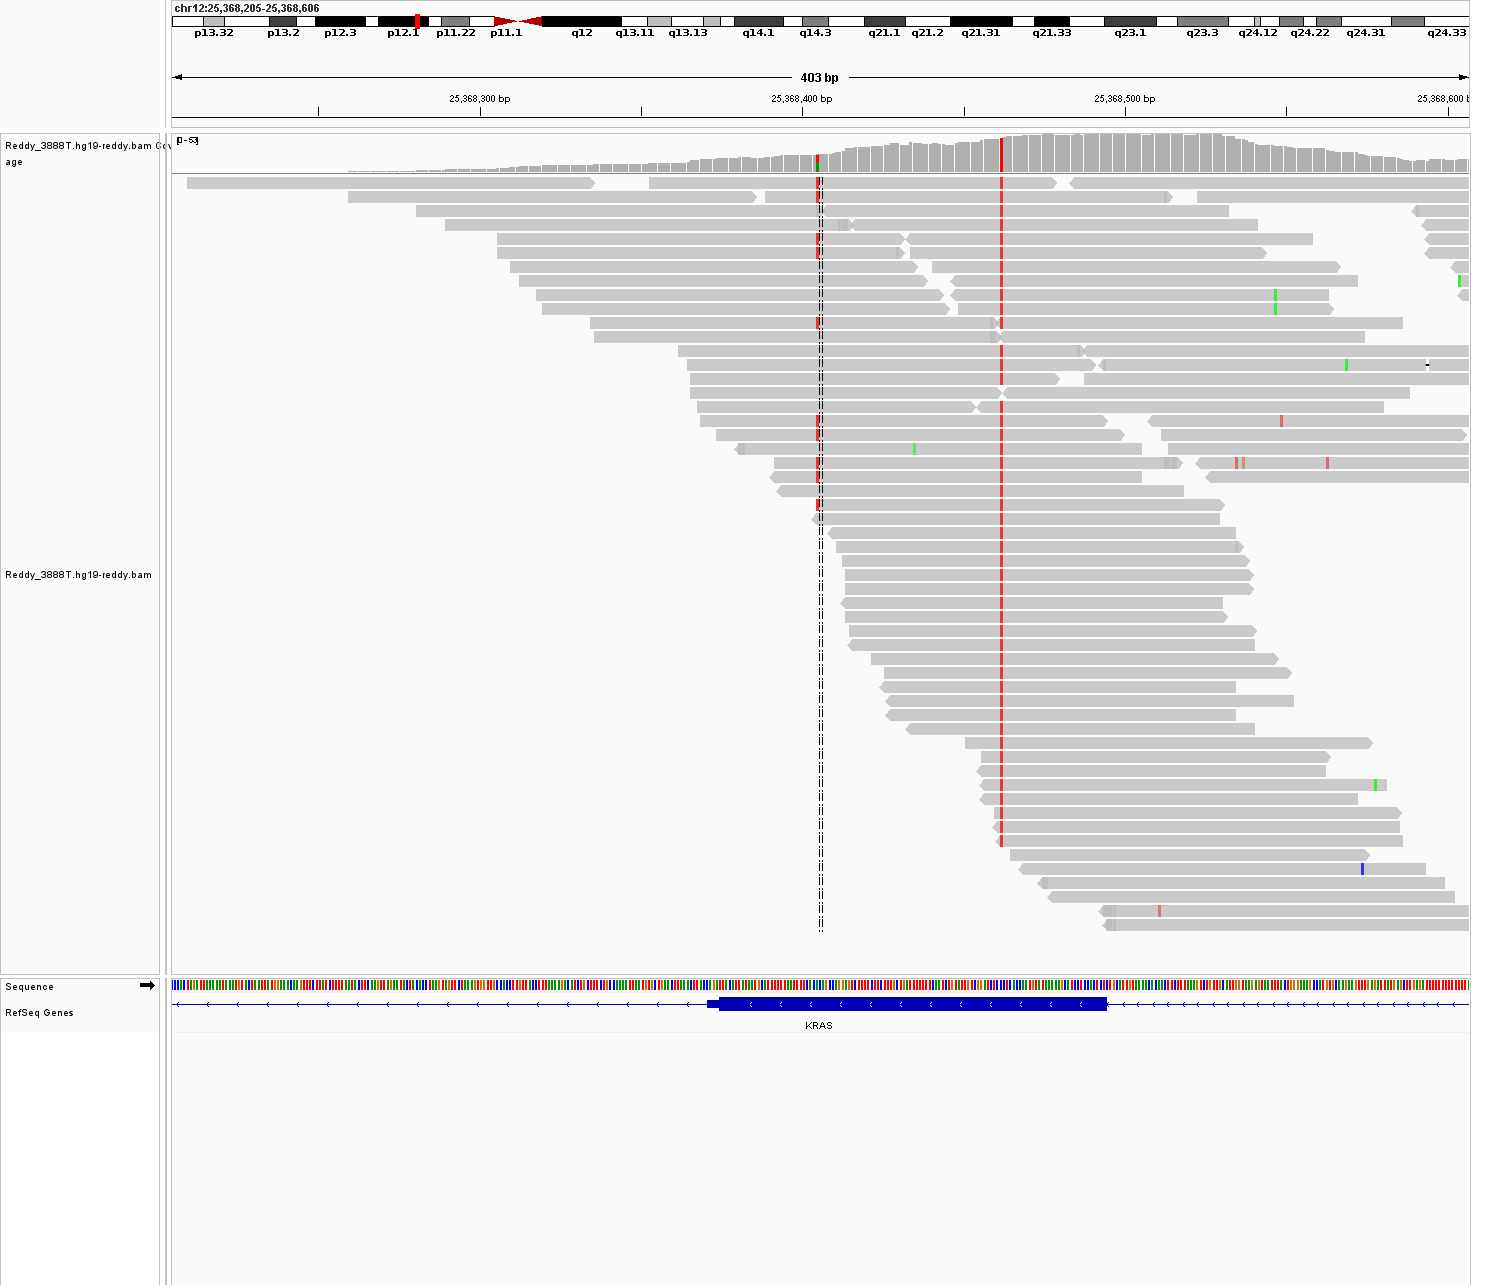 chr12:25,368,205-25,368,606
p13.32 p13.2 p12.3 p12.1 p11.22 p11.1 q12 q13.11 q13.13 q14.1 q14.3 q21.1 q21.2 q21.31 q21.33 q23.1 q23.3 q24.12 q24.22 q24.31 q24.33
403 bp
25,368,300 bp 25,368,400 bp 25,368,500 bp 25,368,600 b
Reddy_3888T.hg19-reddy.bam Cov
age
[0-53]
Reddy_3888T.hg19-reddy.bam
Sequence
RefSeq Genes
KRAS